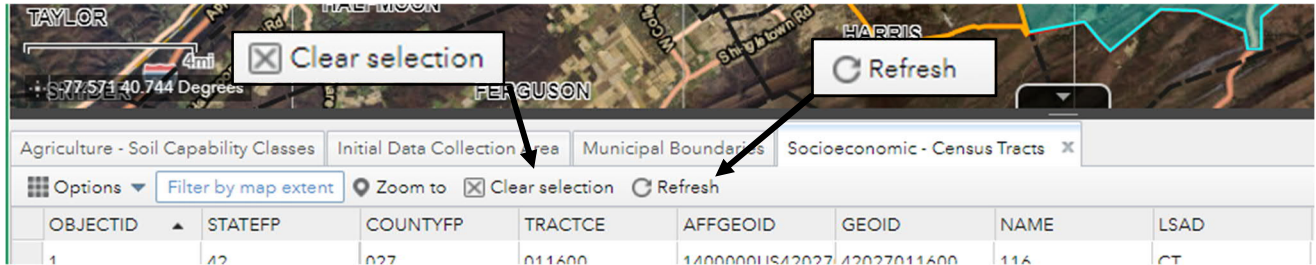 TAYLOR
HALFMOON
HARRIS
Shingletown Rd
4mi
Clear selection
Refresh
-77.571 40.744 Degrees
SNYDER
FERGUSON
Agriculture - Soil Capability Classes Initial Data Collection Area Municipal Boundaries Socioeconomic - Census Tracts x
Options Filter by map extent Zoom to Clear selection Refresh
OBJECTID STATEFP COUNTYFP TRACTCE AFFGEOID GEOID NAME LSAD
1 42 027 011600 1400000US42027 42027011600 116 CT